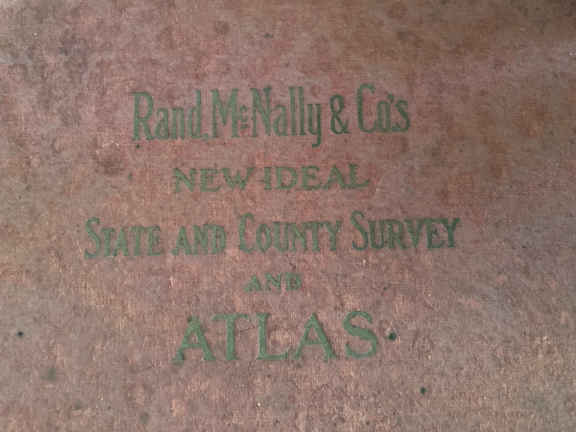 Rand, McNally & Co's
NEW IDEAL
STATE AND COUNTY SURVEY
AND
ATLAS